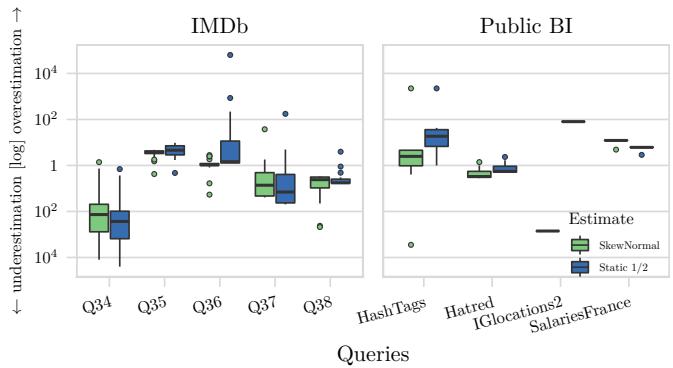 IMDb
Public BI
← underestimation [log] overestimation →
10⁴
10²
1
10²
10⁴
Estimate
SkewNormal
Static 1/2
Q34
Q35
Q36
Q37
Q38
HashTags
Hatred
IGlocations2
SalariesFrance
Queries